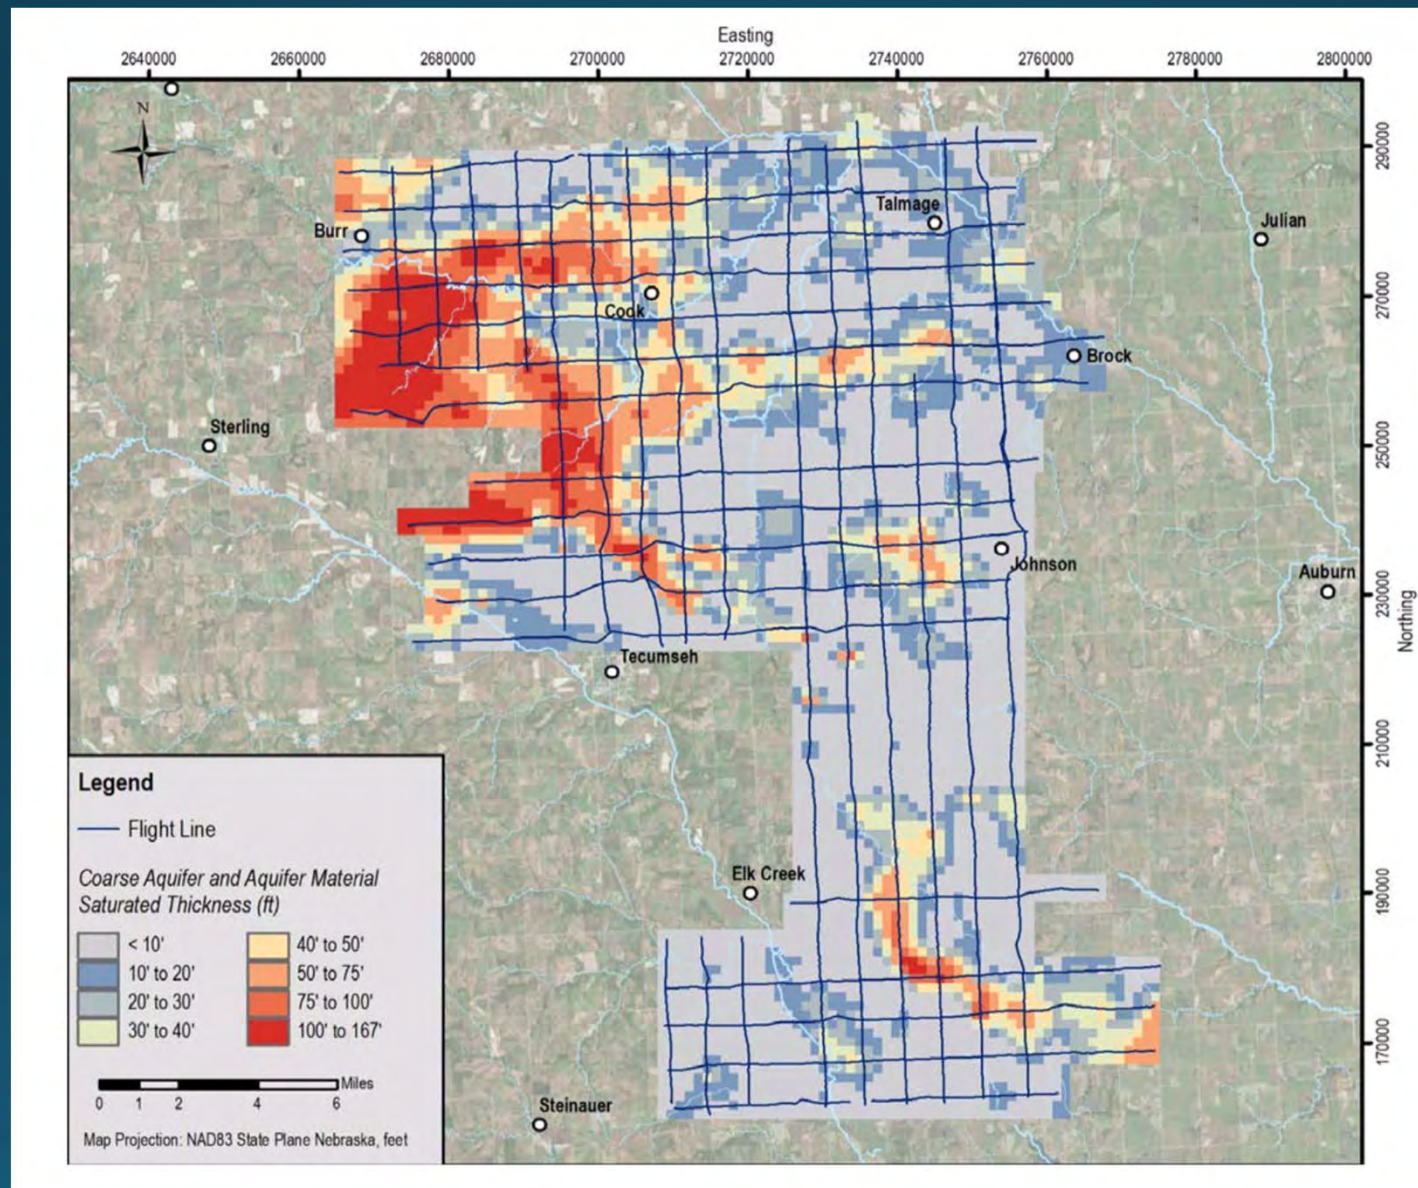 Easting
2640000 2660000 2680000 2700000 2720000 2740000 2760000 2780000 2800000
N
290000
Talmage
Julian
Burr
270000
Cook
Brock
Sterling
250000
Johnson
Auburn
220000
Northing
Tecumseh
210000
Legend
Flight Line
Elk Creek
Coarse Aquifer and Aquifer Material
Saturated Thickness (ft)
190000
< 10' 40' to 50'
10' to 20' 50' to 75'
20' to 30' 75' to 100'
30' to 40' 100' to 167'
170000
Miles
0 1 2 4 6
Steinauer
Map Projection: NAD83 State Plane Nebraska, feet